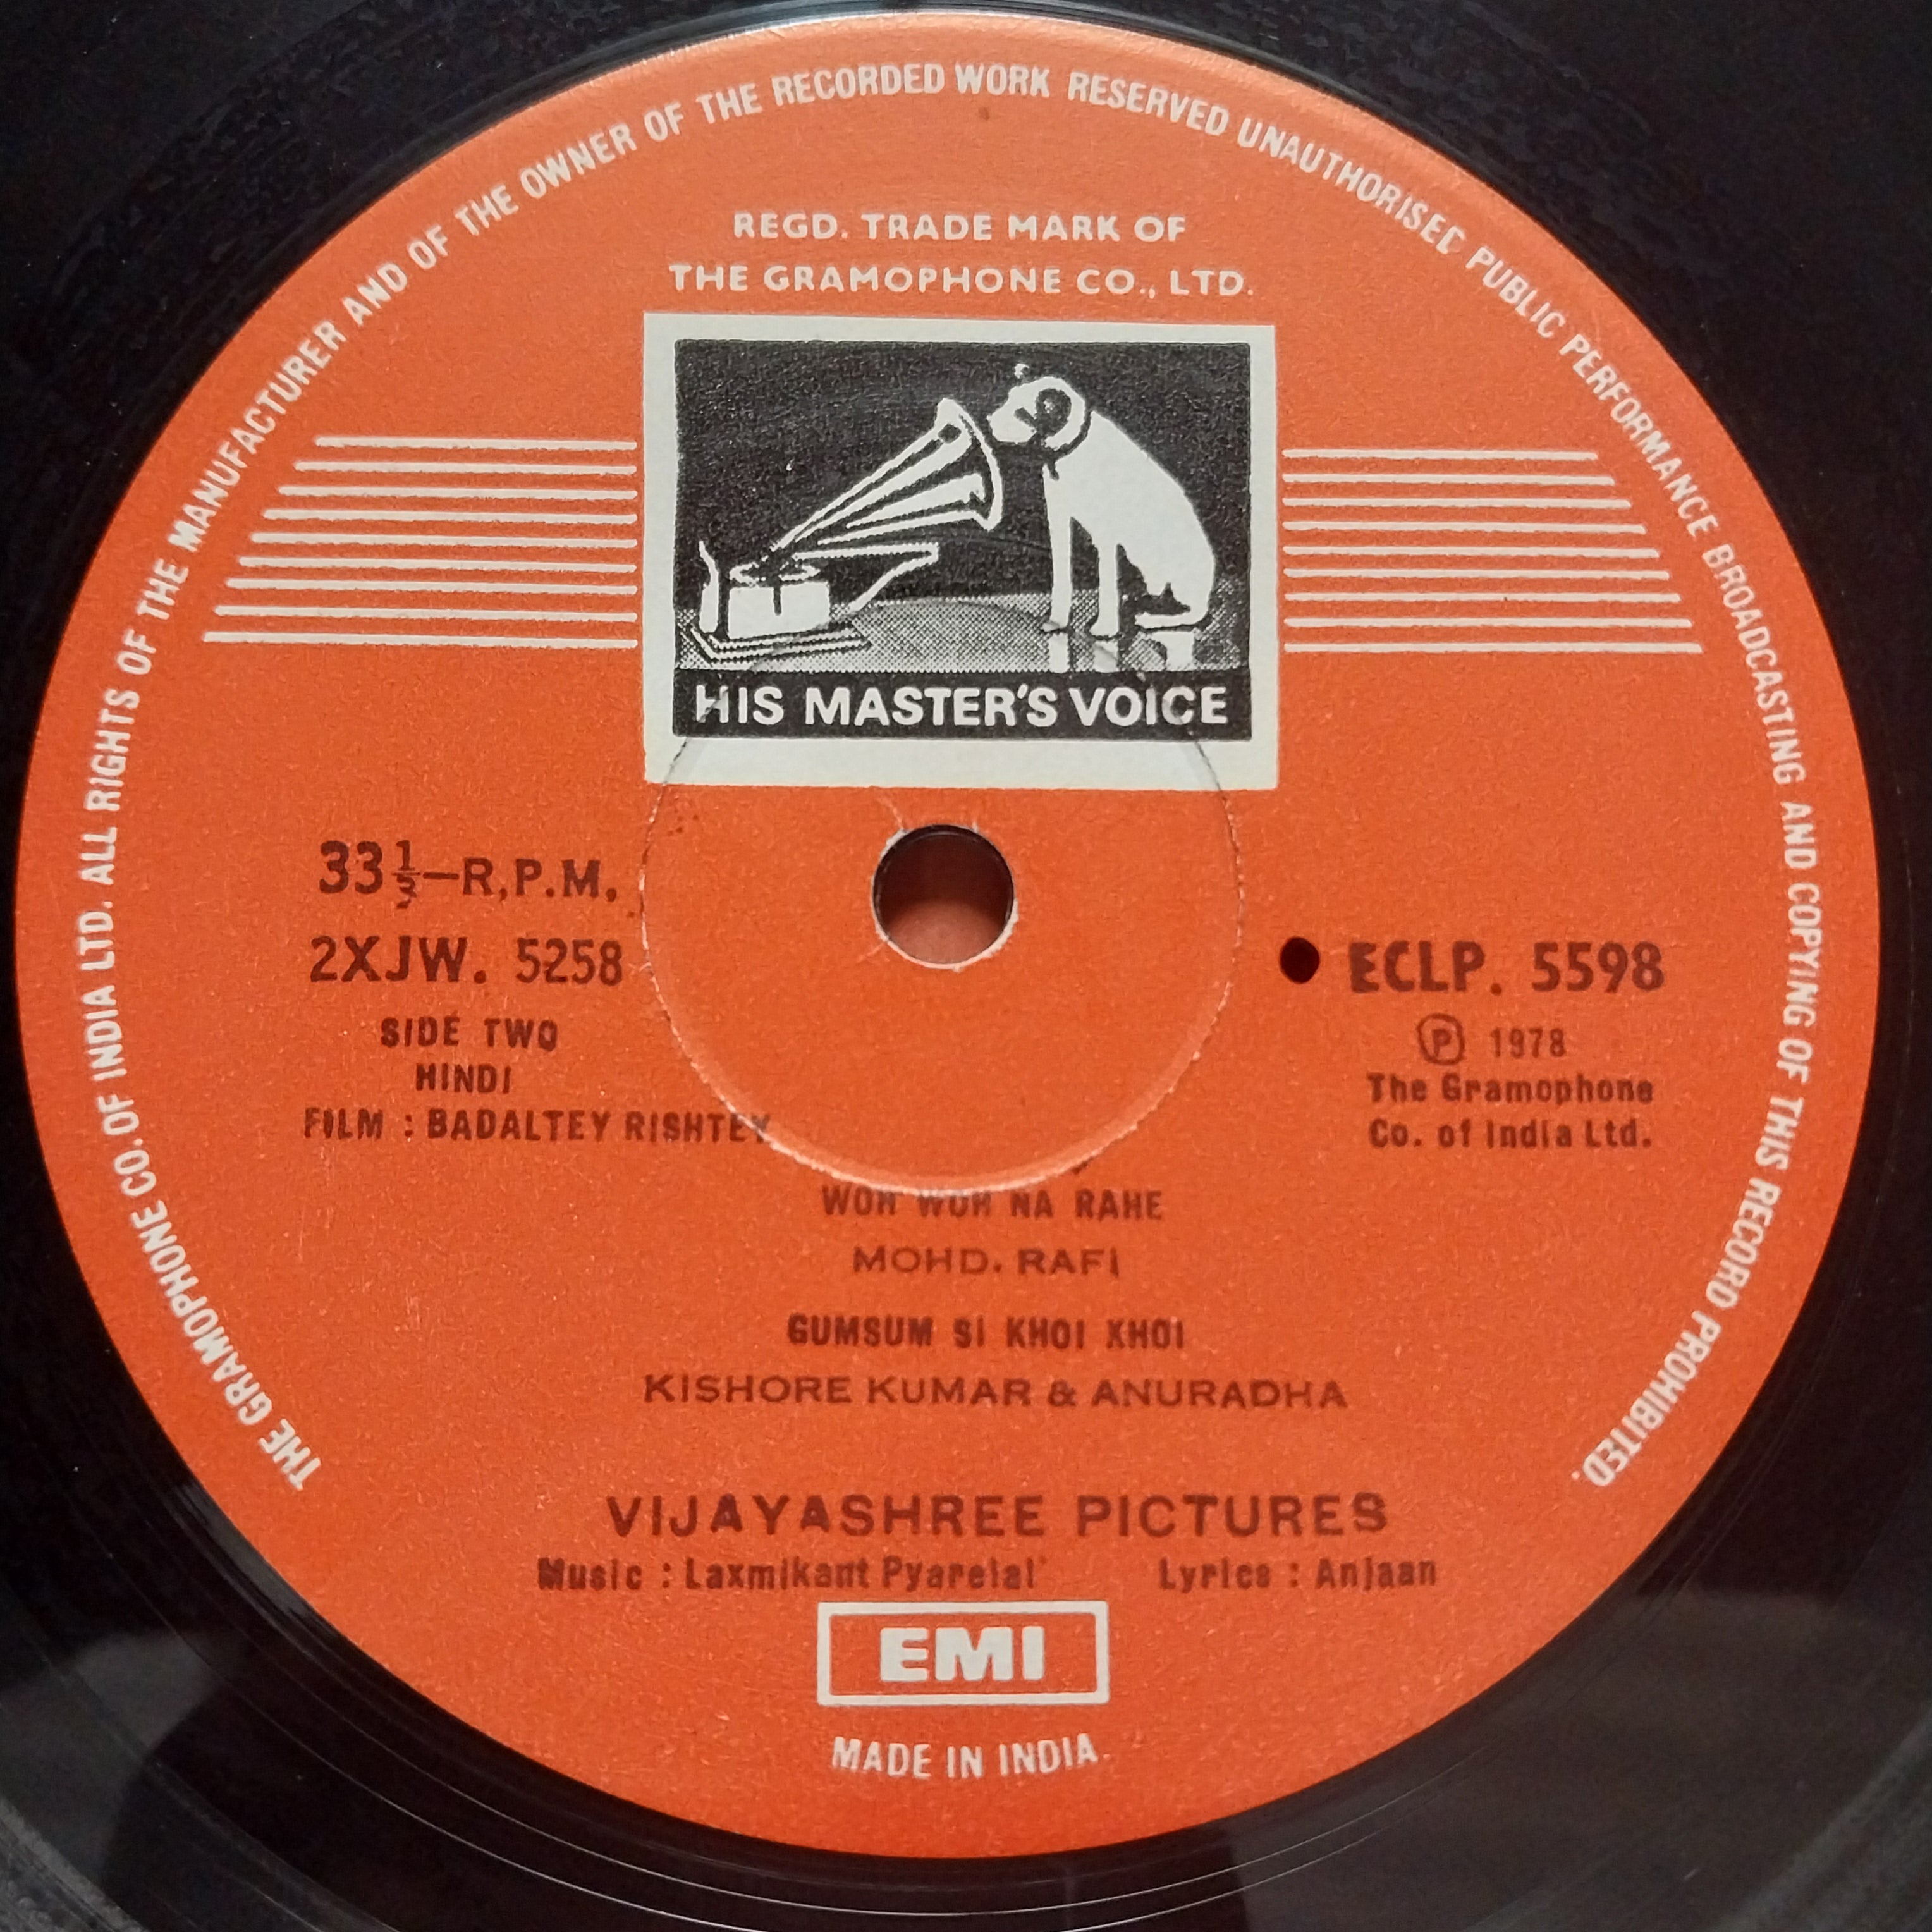 THE GRAMOPHONE CO. OF INDIA LTD. ALL RIGHTS OF THE MANUFACTURER AND OF THE OWNER OF THE RECORDED WORK RESERVED UNAUTHORISED PUBLIC PERFORMANCE BROADCASTING AND COPYING OF THIS RECORD PROHIBITED.
REGD. TRADE MARK OF
THE GRAMOPHONE CO., LTD.
HIS MASTER'S VOICE
33⅓–R,P.M,
2XJW. 5258
SIDE TWO
HINDI
FILM : BADALTEY RISHTEY
ECLP. 5598
Ⓟ 1978
The Gramophone
Co. of India Ltd.
WOH WOH NA RAHE
MOHD. RAFI
GUMSUM SI KHOI KHOI
KISHORE KUMAR & ANURADHA
VIJAYASHREE PICTURES
Music : Laxmikant Pyarelal
Lyrics : Anjaan
EMI
MADE IN INDIA.